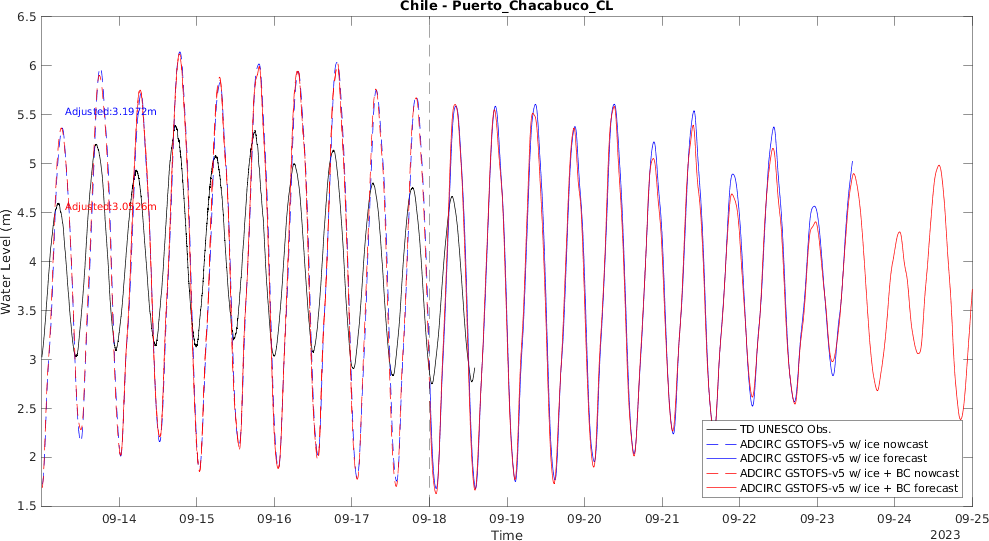 Chile - Puerto_Chacabuco_CL
Water Level (m)
6.5
6
5.5
5
4.5
4
3.5
3
2.5
2
1.5
Adjusted:3.1972m
Adjusted:3.0526m
TD UNESCO Obs.
ADCIRC GSTOFS-v5 w/ ice nowcast
ADCIRC GSTOFS-v5 w/ ice forecast
ADCIRC GSTOFS-v5 w/ ice + BC nowcast
ADCIRC GSTOFS-v5 w/ ice + BC forecast
09-14 09-15 09-16 09-17 09-18 09-19 09-20 09-21 09-22 09-23 09-24 09-25
Time
2023